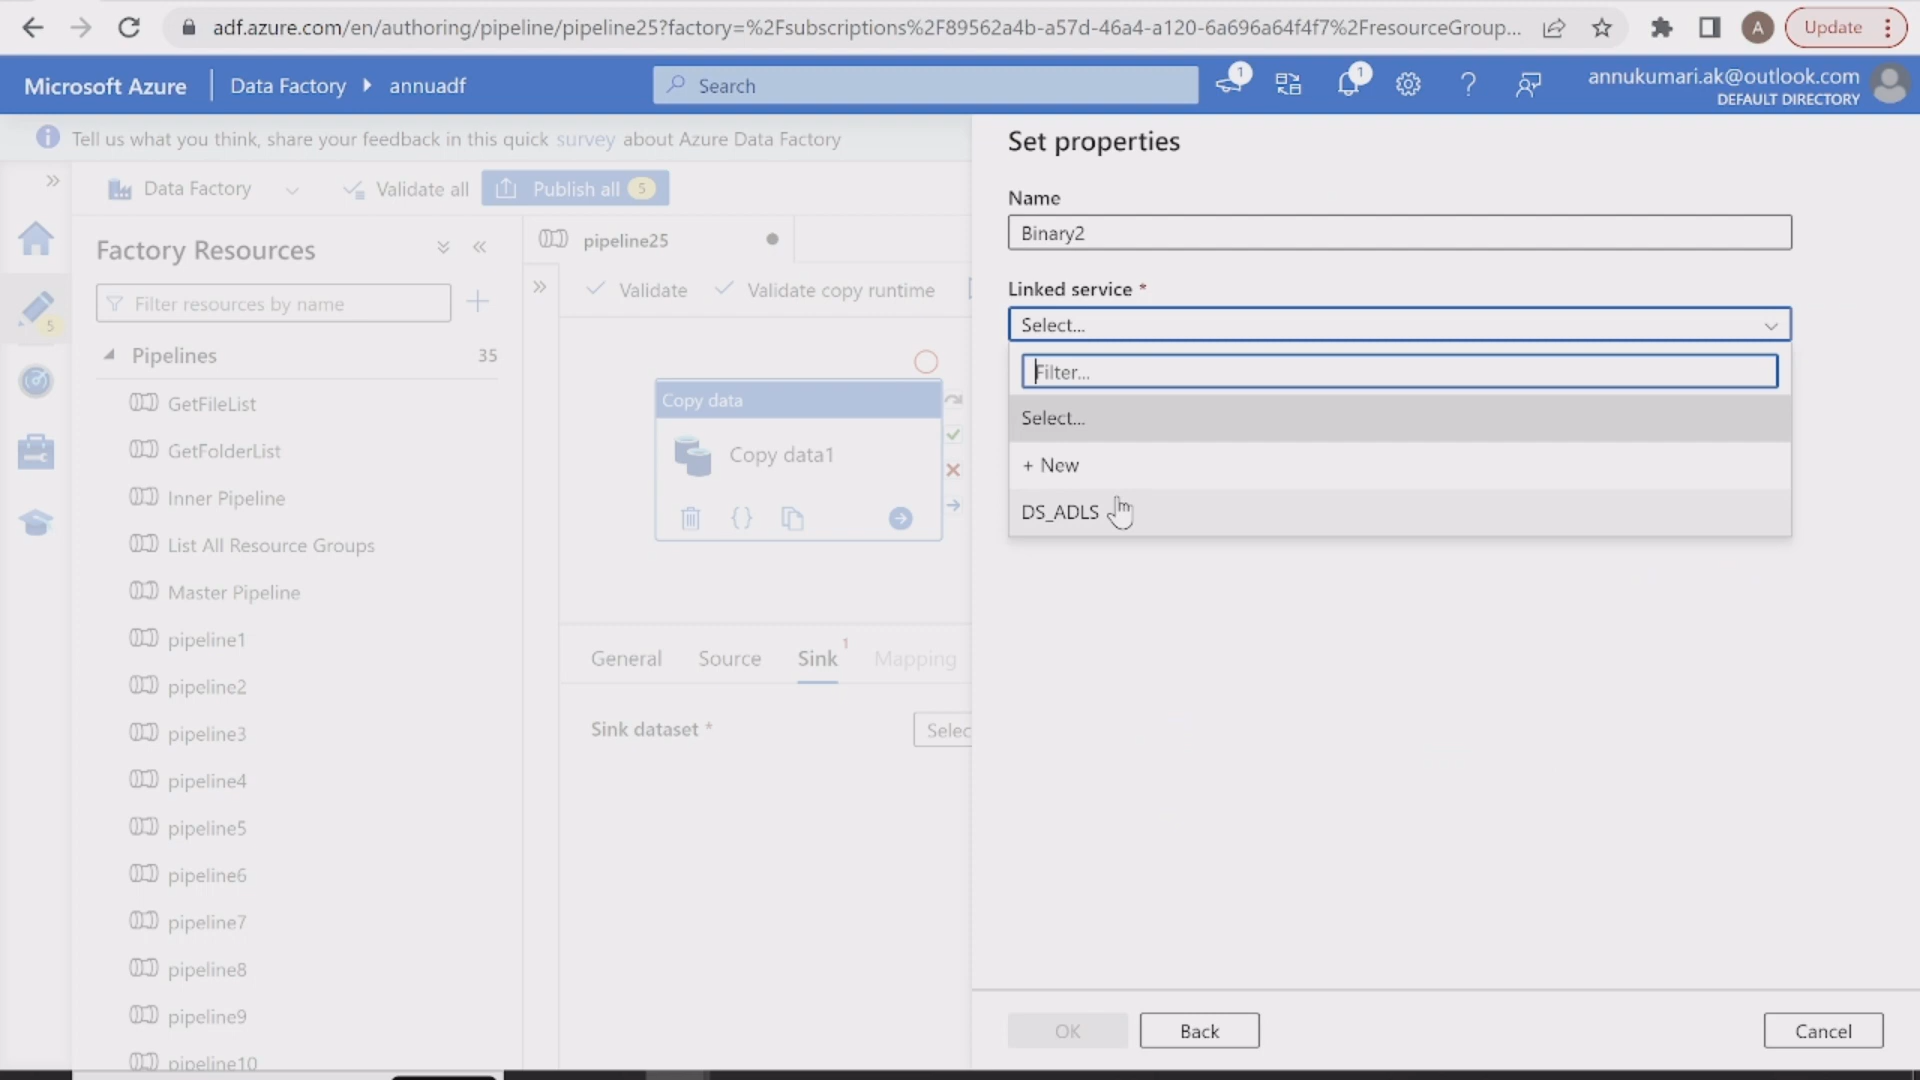 adf.azure.com/en/authoring/pipeline/pipeline25?factory=%2Fsubscriptions%2F89562a4b-a57d-46a4-a120-6a696a64f4f7%2FresourceGroup...
A
Update
Microsoft Azure
Data Factory
annuadf
Search
1
1
annukumari.ak@outlook.com
DEFAULT DIRECTORY
Tell us what you think, share your feedback in this quick survey about Azure Data Factory
Data Factory
Validate all
Publish all 5
Factory Resources
Filter resources by name
5
Pipelines 35
GetFileList
GetFolderList
Inner Pipeline
List All Resource Groups
Master Pipeline
pipeline1
pipeline2
pipeline3
pipeline4
pipeline5
pipeline6
pipeline7
pipeline8
pipeline9
pipeline10
pipeline25
Validate
Validate copy runtime
Copy data
Copy data1
{}
General
Source
Sink 1
Mapping
Sink dataset *
Selec
Set properties
Name
Binary2
Linked service *
Select...
Filter...
Select...
+ New
DS_ADLS
OK
Back
Cancel